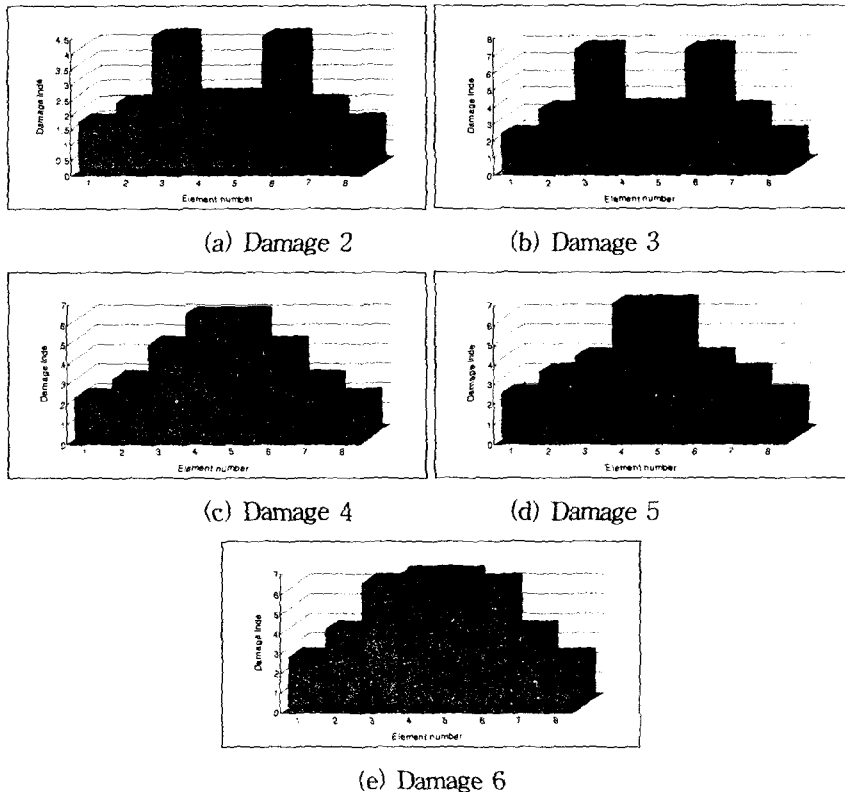 4.5
4
3.5
3
2.5
2
1.5
1
0.5
0
Damage Inde
1 2 3 4 5 6 7 8
Element number
(a) Damage 2
8
7
6
5
4
3
2
1
0
Damage Inde
1 2 3 4 5 6 7 8
Element number
(b) Damage 3
7
6
5
4
3
2
1
0
Damage Inde
1 2 3 4 5 6 7 8
Element number
(c) Damage 4
7
6
5
4
3
2
1
0
Damage Inde
1 2 3 4 5 6 7 8
Element number
(d) Damage 5
7
6
5
4
3
2
1
0
Damage Inde
1 2 3 4 5 6 7 8
Element number
(e) Damage 6